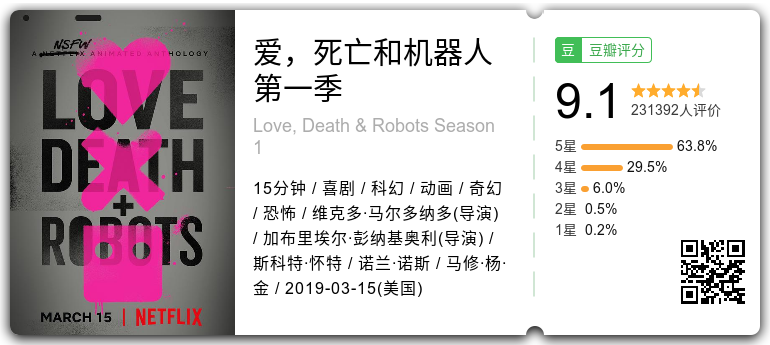 NSFW
A NETFLIX ANIMATED ANTHOLOGY
LOVE
DEATH
+
ROBOTS
MARCH 15 | NETFLIX
爱，死亡和机器人
第一季
Love, Death & Robots Season
1
15分钟 / 喜剧 / 科幻 / 动画 / 奇幻
/ 恐怖 / 维克多·马尔多纳多(导演)
/ 加布里埃尔·彭纳基奥利(导演) /
斯科特·怀特 / 诺兰·诺斯 / 马修·杨·
金 / 2019-03-15(美国)
豆 豆瓣评分
9.1
231392人评价
5星 63.8%
4星 29.5%
3星 6.0%
2星 0.5%
1星 0.2%